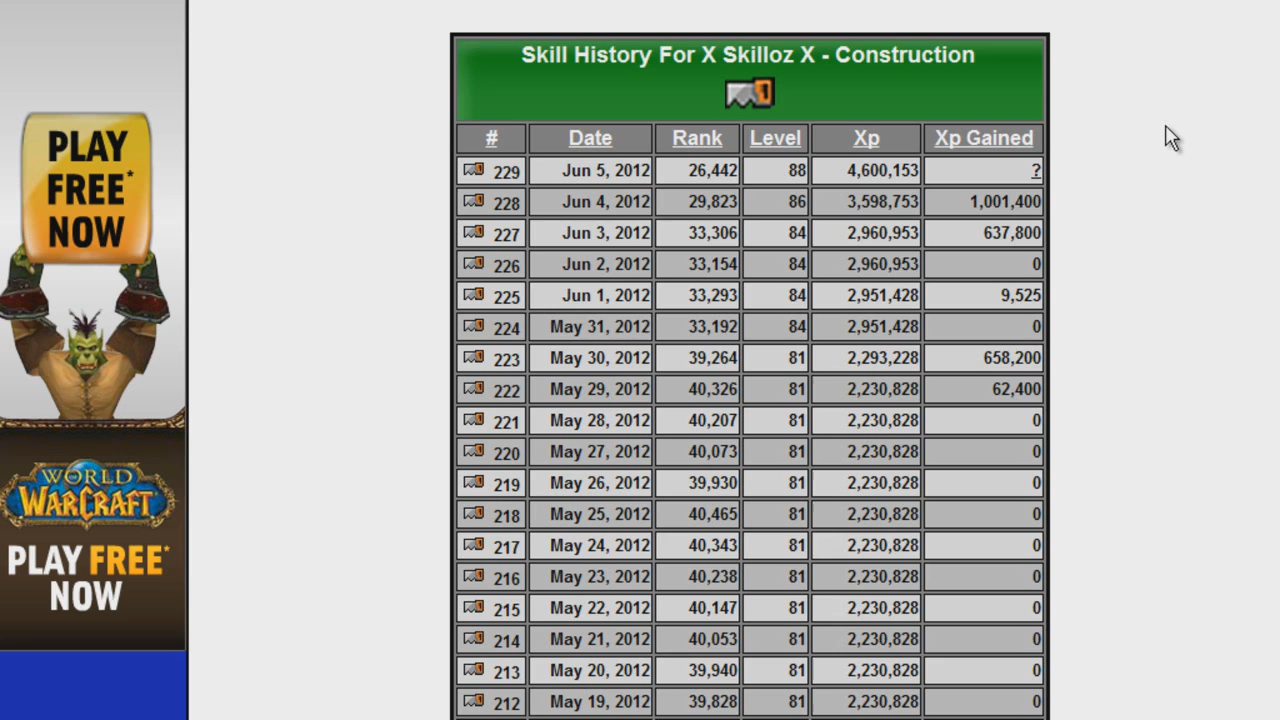 PLAY
FREE*
NOW
WORLD
WARCRAFT
PLAY FREE*
NOW
Skill History For X Skilloz X - Construction
# Date Rank Level Xp Xp Gained
229 Jun 5, 2012 26,442 88 4,600,153 ?
228 Jun 4, 2012 29,823 86 3,598,753 1,001,400
227 Jun 3, 2012 33,306 84 2,960,953 637,800
226 Jun 2, 2012 33,154 84 2,960,953 0
225 Jun 1, 2012 33,293 84 2,951,428 9,525
224 May 31, 2012 33,192 84 2,951,428 0
223 May 30, 2012 39,264 81 2,293,228 658,200
222 May 29, 2012 40,326 81 2,230,828 62,400
221 May 28, 2012 40,207 81 2,230,828 0
220 May 27, 2012 40,073 81 2,230,828 0
219 May 26, 2012 39,930 81 2,230,828 0
218 May 25, 2012 40,465 81 2,230,828 0
217 May 24, 2012 40,343 81 2,230,828 0
216 May 23, 2012 40,238 81 2,230,828 0
215 May 22, 2012 40,147 81 2,230,828 0
214 May 21, 2012 40,053 81 2,230,828 0
213 May 20, 2012 39,940 81 2,230,828 0
212 May 19, 2012 39,828 81 2,230,828 0